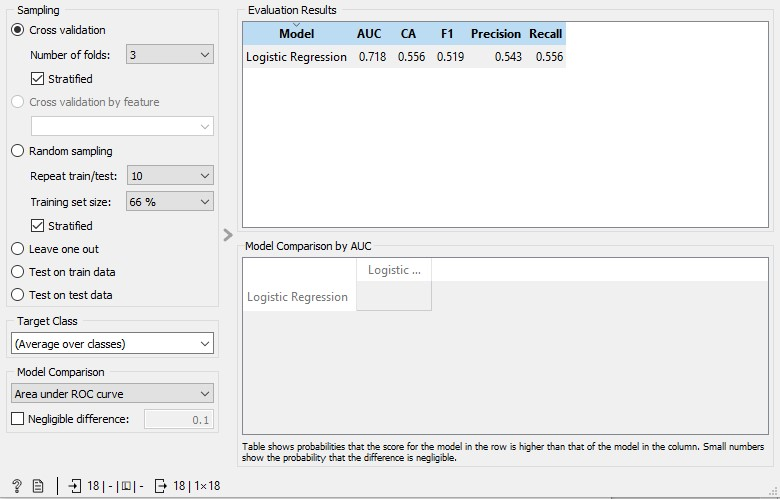 Sampling
Cross validation
Number of folds: 3
Stratified
Cross validation by feature
Random sampling
Repeat train/test: 10
Training set size: 66 %
Stratified
Leave one out
Test on train data
Test on test data
Target Class
(Average over classes)
Model Comparison
Area under ROC curve
Negligible difference: 0.1
Evaluation Results
Model AUC CA F1 Precision Recall
Logistic Regression 0.718 0.556 0.519 0.543 0.556
Model Comparison by AUC
Logistic ...
Logistic Regression
Table shows probabilities that the score for the model in the row is higher than that of the model in the column. Small numbers
show the probability that the difference is negligible.
? 18 | - | - 18 | 1×18